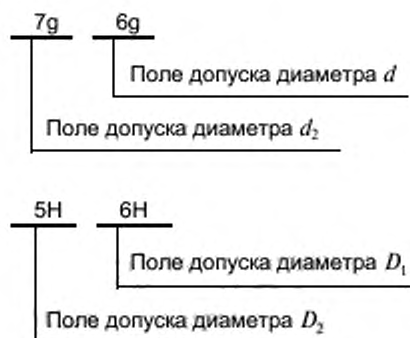 7g 6g
Поле допуска диаметра d
Поле допуска диаметра d₂
5H 6H
Поле допуска диаметра D₁
Поле допуска диаметра D₂